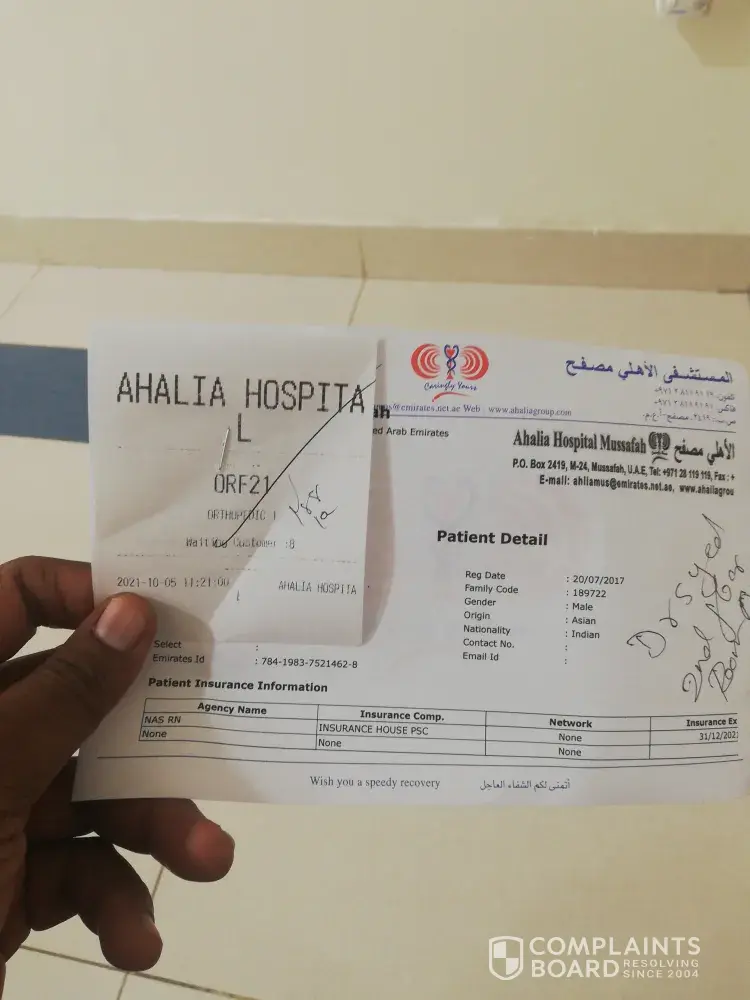 AHALIA HOSPITA
L
ORF21
ORTHOPEDIC 1
Waiting Customer :8
2021-10-05 11:21:00
AHALIA HOSPITA
L
Caringly Yours
المستشفى الأهلي مصفح
@emirates.net.ae Web : www.ahaliagroup.com
ed Arab Emirates
Ahalia Hospital Mussafah الأهلي مصفح
P.O. Box 2419, M-24, Mussafah, U.A.E, Tel: +971 28 119 119, Fax : +
E-mail: ahliamus@emirates.net.ae, www.ahaliagrou
Patient Detail
Reg Date : 20/07/2017
Family Code : 189722
Gender : Male
Origin : Asian
Nationality : Indian
Contact No. :
Email Id :
Dr Syed
2nd floor
Room
Select :
Emirates Id : 784-1983-7521462-8
Patient Insurance Information
Agency Name Insurance Comp. Network Insurance Ex
NAS RN INSURANCE HOUSE PSC None 31/12/202
None None None
Wish you a speedy recovery أتمنى لكم الشفاء العاجل
COMPLAINTS
BOARD RESOLVING
SINCE 2004